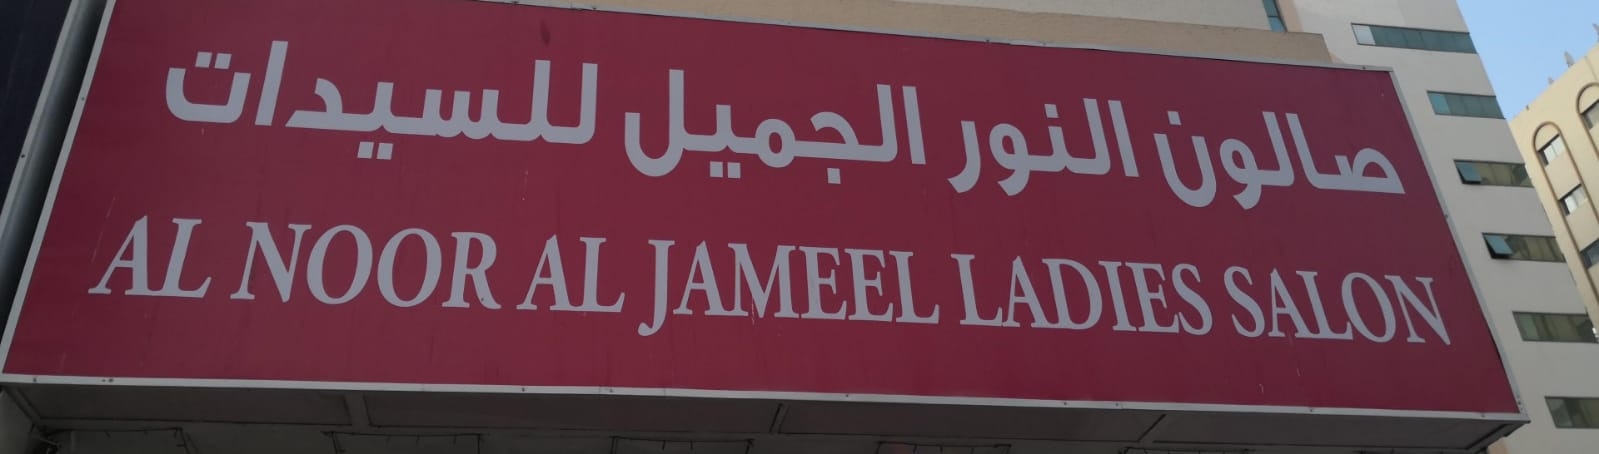 صالون النور الجميل للسيدات
AL NOOR AL JAMEEL LADIES SALON